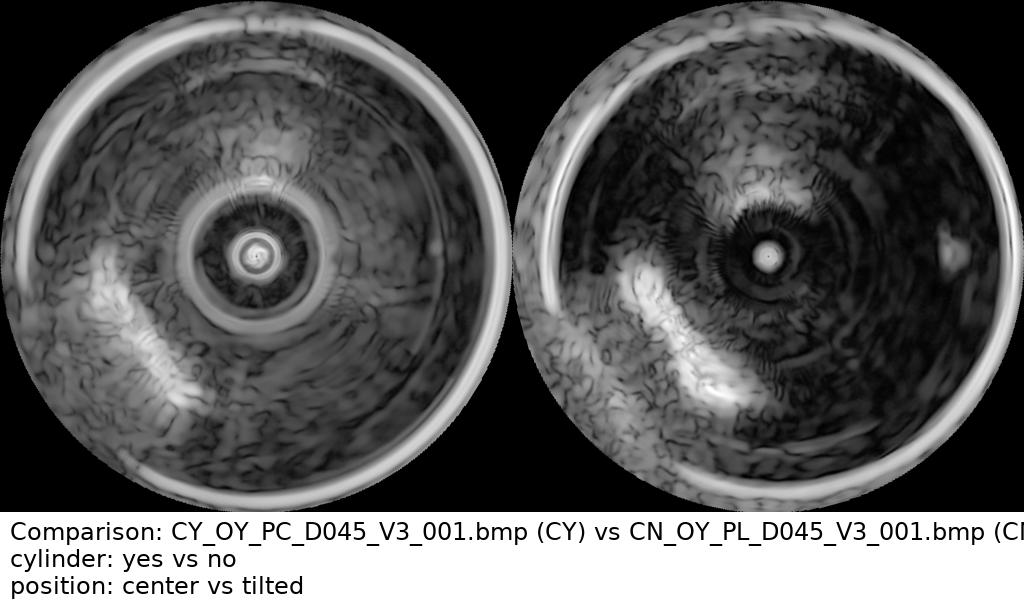 Comparison: CY_OY_PC_D045_V3_001.bmp (CY) vs CN_OY_PL_D045_V3_001.bmp
cylinder: yes vs no
position: center vs tilted